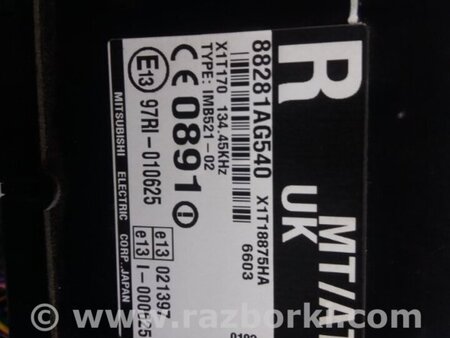 R MT/AT
UK
88281AG540 X1T18875HA
6603
X1T170 134.45KHz
TYPE: IMB521-02
CE 0891
E13 97RI-010625
e13 021397
e13
MITSUBISHI ELECTRIC CORP. JAPAN
© www.razborki.com